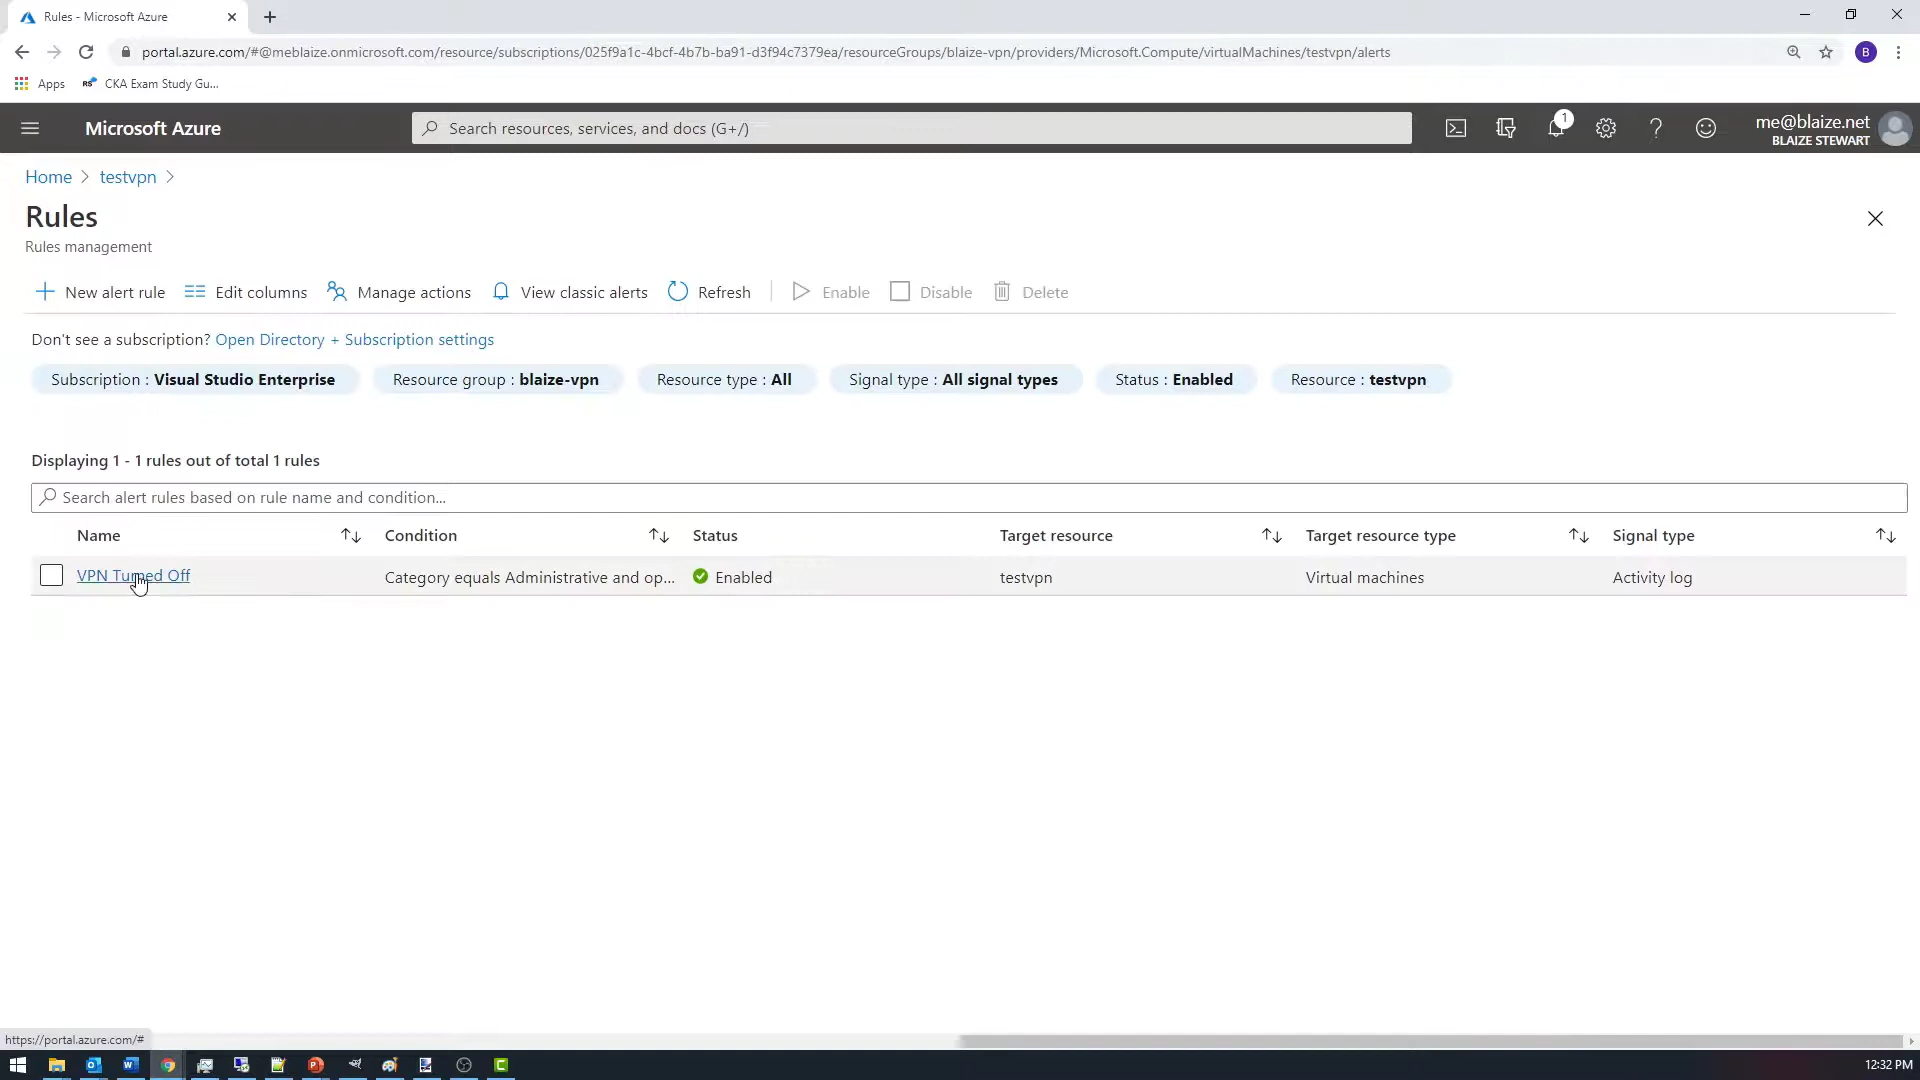 Rules - Microsoft Azure
portal.azure.com/#@meblaize.onmicrosoft.com/resource/subscriptions/025f9a1c-4bcf-4b7b-ba91-d3f94c7379ea/resourceGroups/blaize-vpn/providers/Microsoft.Compute/virtualMachines/testvpn/alerts
B
Apps CKA Exam Study Gu...
Microsoft Azure
Search resources, services, and docs (G+/)
1
me@blaize.net
BLAIZE STEWART
Home > testvpn >
Rules
Rules management
New alert rule Edit columns Manage actions View classic alerts Refresh Enable Disable Delete
Don't see a subscription? Open Directory + Subscription settings
Subscription : Visual Studio Enterprise Resource group : blaize-vpn Resource type : All Signal type : All signal types Status : Enabled Resource : testvpn
Displaying 1 - 1 rules out of total 1 rules
Search alert rules based on rule name and condition...
Name Condition Status Target resource Target resource type Signal type
VPN Turned Off Category equals Administrative and op... Enabled testvpn Virtual machines Activity log
https://portal.azure.com/#
12:32 PM